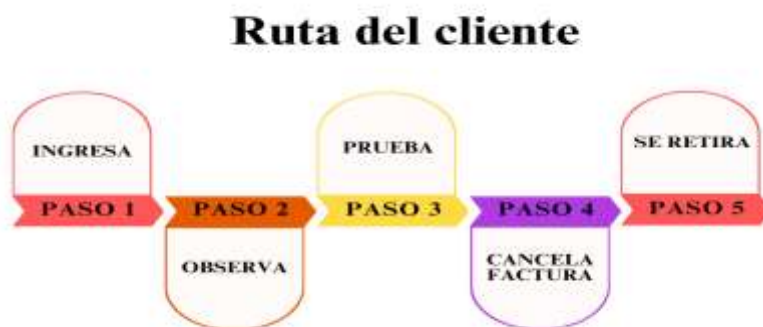 Ruta del cliente
INGRESA
PASO 1
PASO 2
OBSERVA
PRUEBA
PASO 3
PASO 4
CANCELA
FACTURA
SE RETIRA
PASO 5